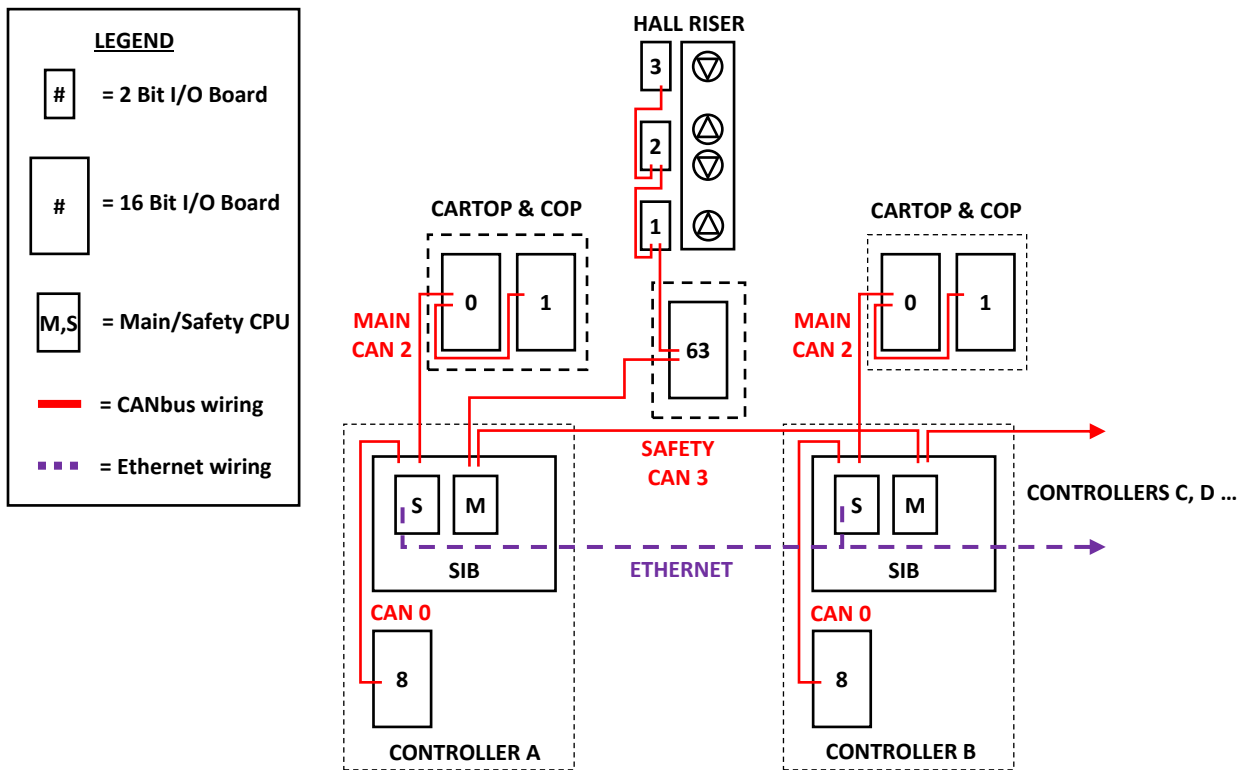 LEGEND
#
= 2 Bit I/O Board
#
= 16 Bit I/O Board
M,S
= Main/Safety CPU
= CANbus wiring
= Ethernet wiring
HALL RISER
3
2
1
CARTOP & COP
0
1
MAIN
CAN 2
63
CARTOP & COP
0
1
MAIN
CAN 2
SAFETY
CAN 3
S
M
SIB
ETHERNET
CAN 0
8
CONTROLLER A
S
M
SIB
CAN 0
8
CONTROLLER B
CONTROLLERS C, D ...